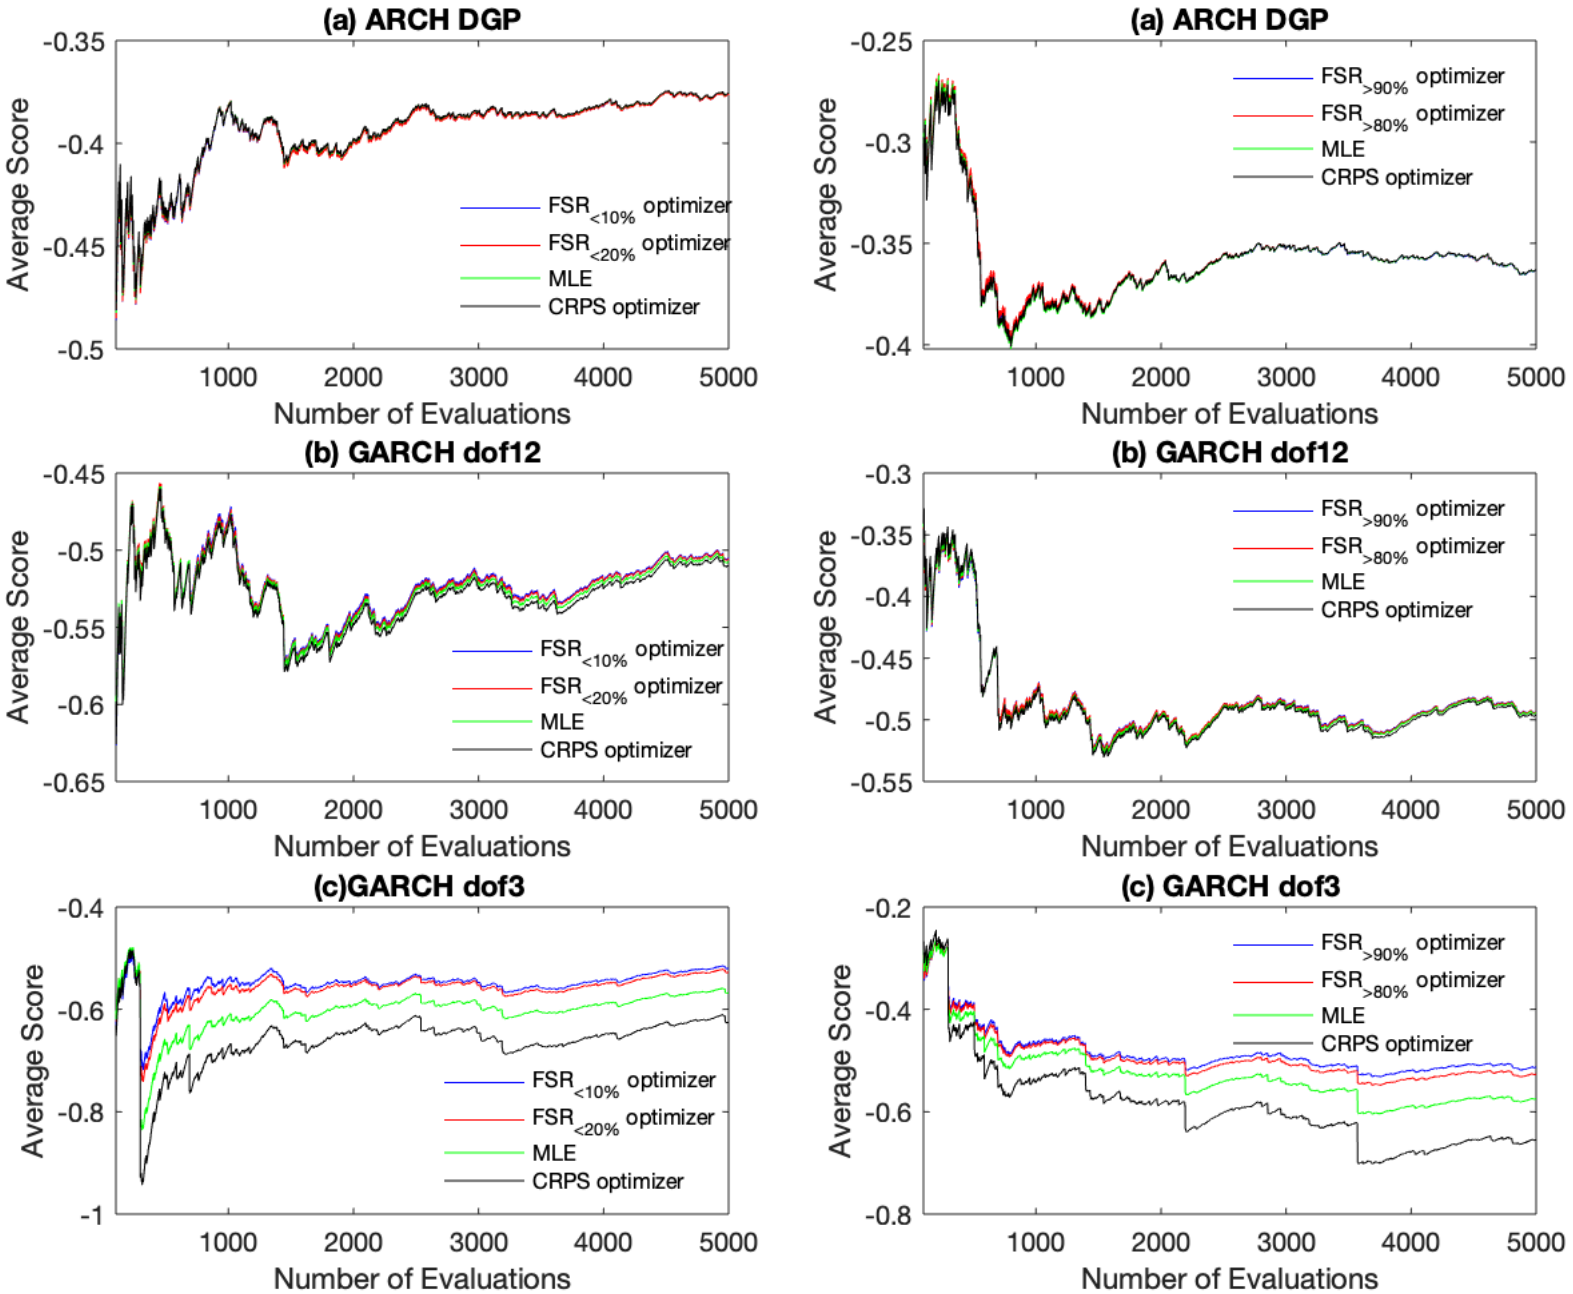 (a) ARCH DGP
-0.35
-0.4
-0.45
-0.5
Average Score
FSR<10% optimizer
FSR<20% optimizer
MLE
CRPS optimizer
1000 2000 3000 4000 5000
Number of Evaluations
(a) ARCH DGP
-0.25
-0.3
-0.35
-0.4
Average Score
FSR>90% optimizer
FSR>80% optimizer
MLE
CRPS optimizer
1000 2000 3000 4000 5000
Number of Evaluations
(b) GARCH dof12
-0.45
-0.5
-0.55
-0.6
-0.65
Average Score
FSR<10% optimizer
FSR<20% optimizer
MLE
CRPS optimizer
1000 2000 3000 4000 5000
Number of Evaluations
(b) GARCH dof12
-0.3
-0.35
-0.4
-0.45
-0.5
-0.55
Average Score
FSR>90% optimizer
FSR>80% optimizer
MLE
CRPS optimizer
1000 2000 3000 4000 5000
Number of Evaluations
(c)GARCH dof3
-0.4
-0.6
-0.8
-1
Average Score
FSR<10% optimizer
FSR<20% optimizer
MLE
CRPS optimizer
1000 2000 3000 4000 5000
Number of Evaluations
(c) GARCH dof3
-0.2
-0.4
-0.6
-0.8
Average Score
FSR>90% optimizer
FSR>80% optimizer
MLE
CRPS optimizer
1000 2000 3000 4000 5000
Number of Evaluations